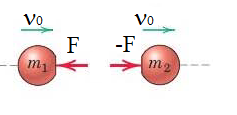 v₀ v₀
F -F
m₁ m₂